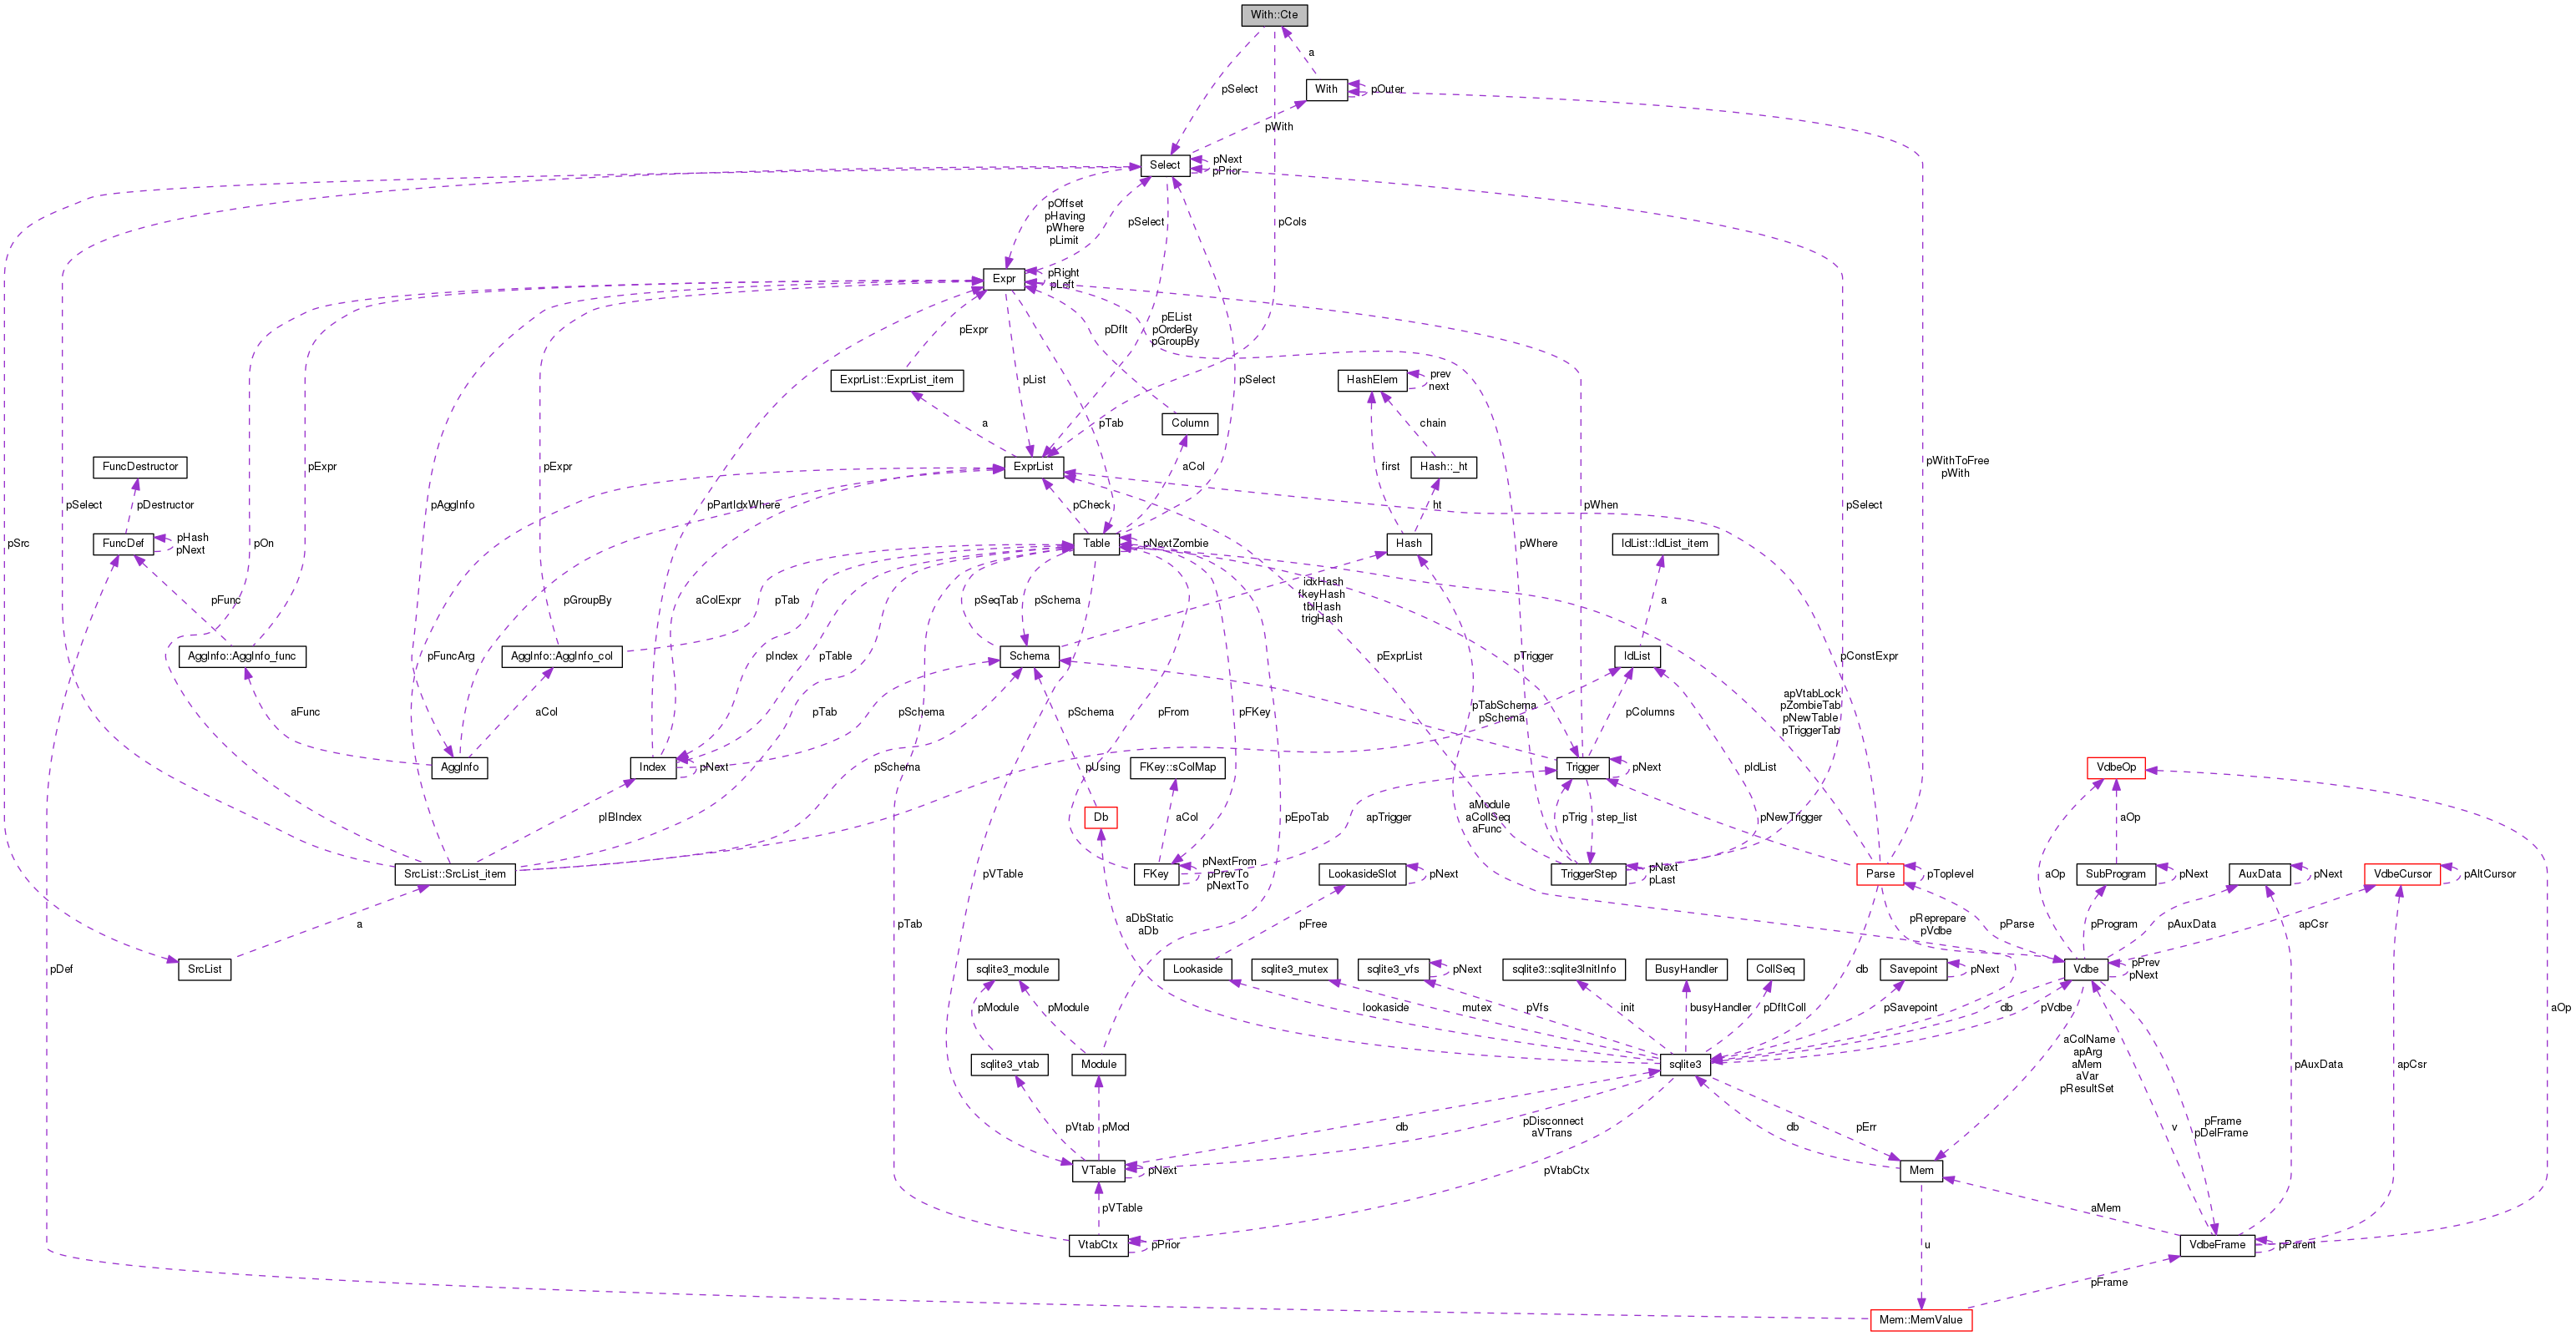 With::Cte
a
pSelect
With
pOuter
pWith
Select
pNext
pPrior
pCols
pOffset
pHaving
pWhere
pLimit
pSelect
Expr
pRight
pLeft
pEList
pOrderBy
pGroupBy
pDflt
pExpr
ExprList::ExprList_item
pList
pTab
pSelect
HashElem
prev
next
Column
chain
a
FuncDestructor
pExpr
pExpr
ExprList
aCol
first
Hash::_ht
pWithToFree
pWith
pDestructor
pSelect
pAggInfo
pPartIdxWhere
pCheck
ht
pWhen
pSelect
FuncDef
pHash
pNext
pSrc
pOn
Table
pNextZombie
Hash
pWhere
IdList::IdList_item
pFunc
pGroupBy
aColExpr
pTab
pSeqTab
pSchema
idxHash
fkeyHash
tblHash
trigHash
a
AggInfo::AggInfo_func
pFuncArg
AggInfo::AggInfo_col
pIndex
pTable
Schema
pExprList
pTrigger
IdList
pConstExpr
aFunc
aCol
pTab
pSchema
pSchema
pFrom
pFKey
pTabSchema
pSchema
pColumns
apVtabLock
pZombieTab
pNewTable
pTriggerTab
AggInfo
Index
pNext
pSchema
pUsing
FKey::sColMap
Trigger
pNext
pIdList
VdbeOp
pIBIndex
Db
aCol
pEpoTab
apTrigger
aModule
aCollSeq
aFunc
pTrig
step_list
pNewTrigger
aOp
aOp
SrcList::SrcList_item
pVTable
FKey
pNextFrom
pPrevTo
pNextTo
LookasideSlot
pNext
TriggerStep
pNext
pLast
Parse
pToplevel
SubProgram
pNext
AuxData
pNext
VdbeCursor
pAltCursor
a
pTab
aDbStatic
aDb
pFree
pReprepare
pVdbe
pParse
pProgram
pAuxData
apCsr
pDef
SrcList
sqlite3_module
Lookaside
sqlite3_mutex
sqlite3_vfs
pNext
sqlite3::sqlite3InitInfo
BusyHandler
CollSeq
db
Savepoint
pNext
Vdbe
pPrev
pNext
pModule
pModule
lookaside
mutex
pVfs
init
busyHandler
pDfltColl
pSavepoint
db
pVdbe
aOp
sqlite3_vtab
Module
sqlite3
aColName
apArg
aMem
aVar
pResultSet
pAuxData
apCsr
pVtab
pMod
db
pDisconnect
aVTrans
pErr
db
pFrame
pDelFrame
v
VTable
pNext
pVtabCtx
Mem
pVTable
aMem
VtabCtx
pPrior
u
VdbeFrame
pParent
pFrame
Mem::MemValue